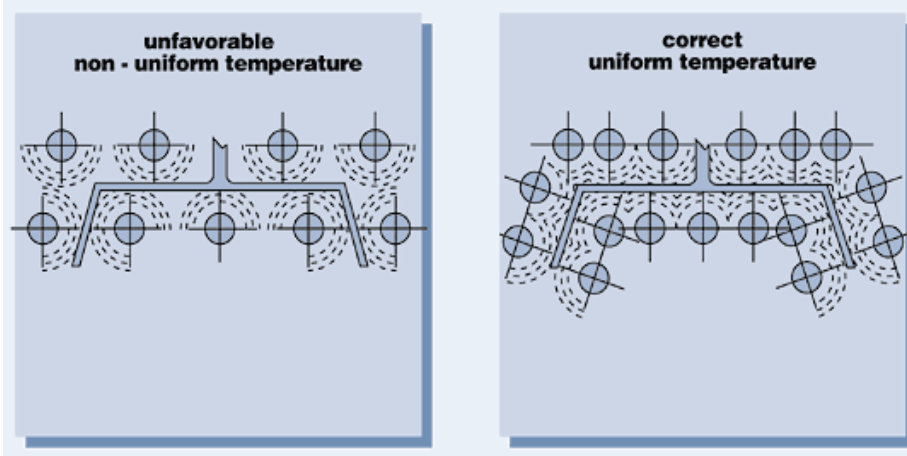 unfavorable
non - uniform temperature
correct
uniform temperature